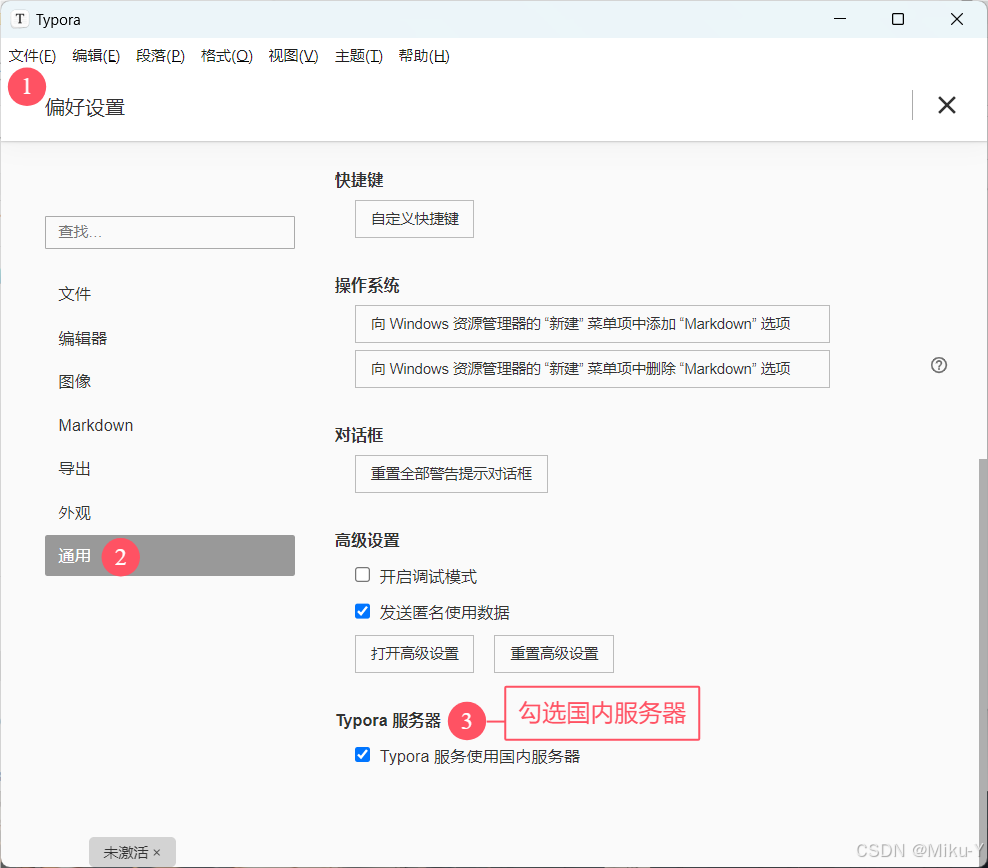 T Typora
文件(F) 编辑(E) 段落(P) 格式(O) 视图(V) 主题(T) 帮助(H)
1
偏好设置
快捷键
查找...
自定义快捷键
操作系统
文件
向 Windows 资源管理器的 “新建” 菜单项中添加 “Markdown” 选项
编辑器
向 Windows 资源管理器的 “新建” 菜单项中删除 “Markdown” 选项
图像
Markdown
对话框
导出
重置全部警告提示对话框
外观
高级设置
通用 2
开启调试模式
发送匿名使用数据
打开高级设置 重置高级设置
Typora 服务器 3 勾选国内服务器
Typora 服务使用国内服务器
未激活 ×
CSDN @Miku-Y